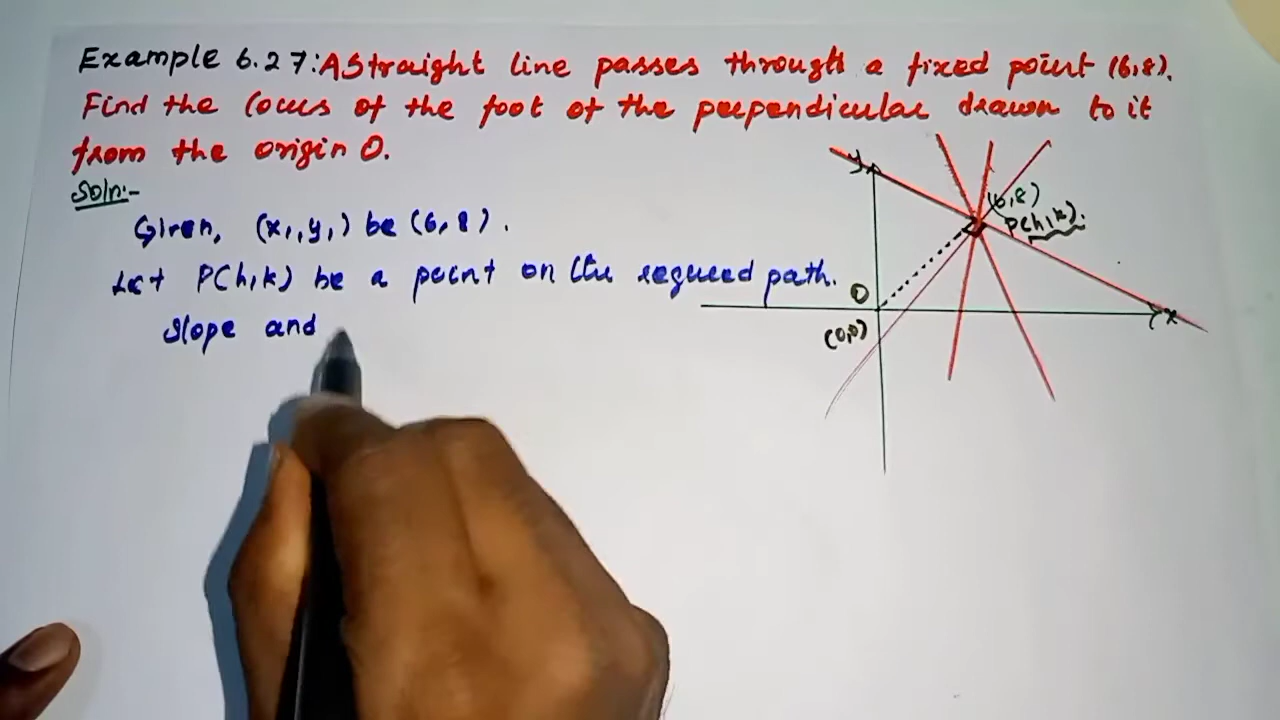 Example 6.27: A Straight line passes through a fixed point (6,8).
Find the locus of the foot of the perpendicular drawn to it
from the origin O.
Soln:-
Given, (x₁,y₁) be (6,8).
Let P(h,k) be a point on the required path.
Slope and
y
(6,8)
P(h,k).
O
x
(0,0)